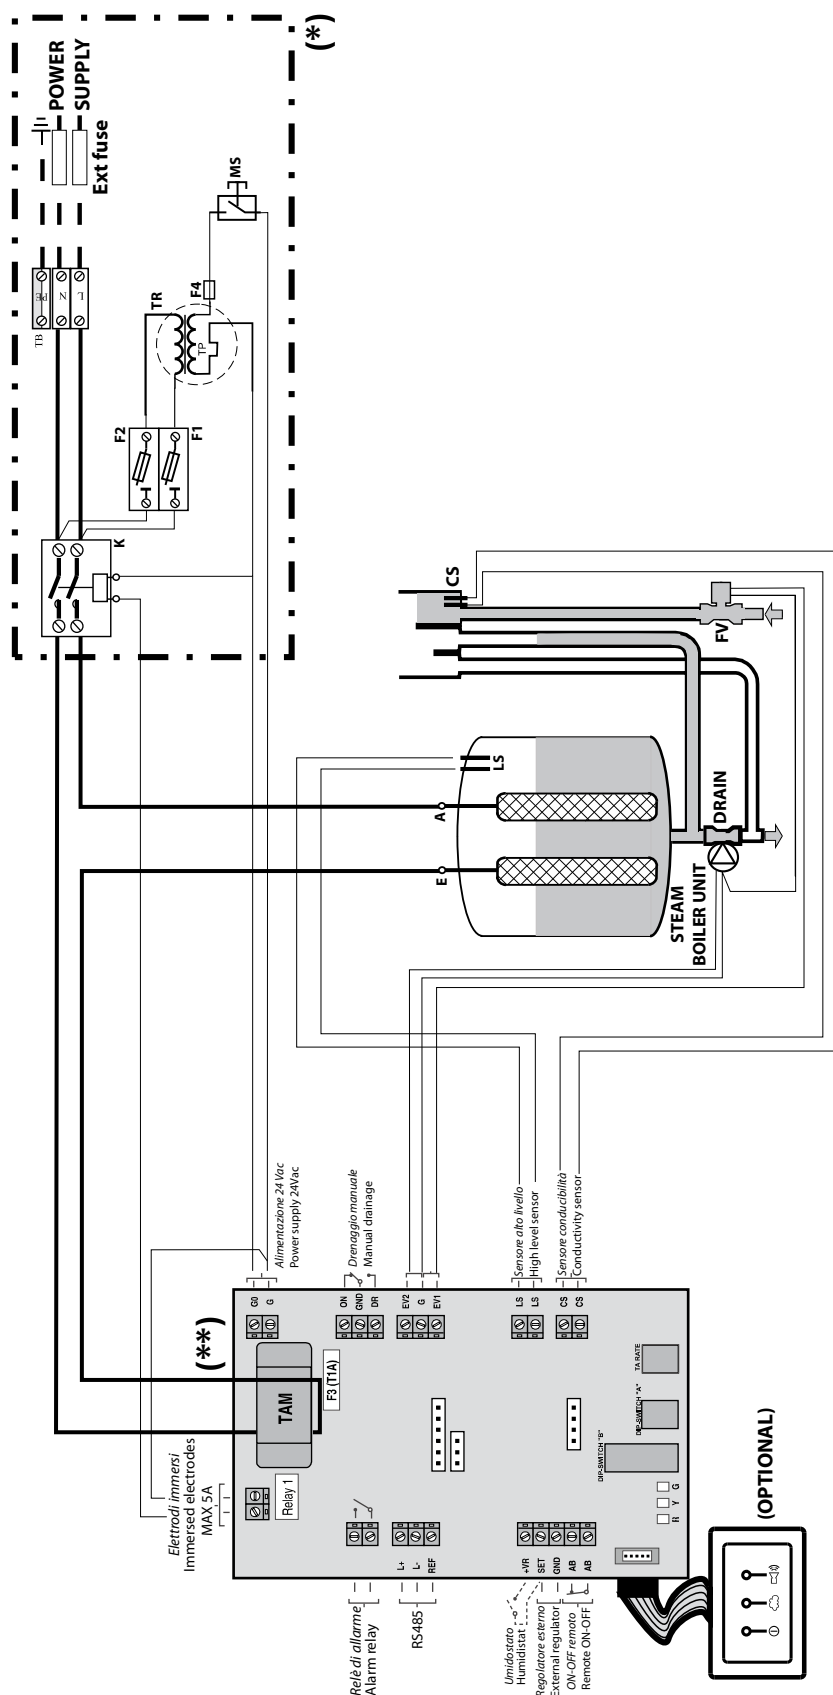 (*)
POWER
SUPPLY
Ext fuse
MS
PE
N
L
TB
TR
F4
TP
F2
F1
K
CS
FV
LS
A
E
DRAIN
STEAM
BOILER UNIT
Alimentazione 24 Vac
Power supply 24Vac
Drenaggio manuale
Manual drainage
Sensore alto livello
High level sensor
Sensore conducibilità
Conductivity sensor
G0
G
ON
GND
DR
EV2
G
EV1
LS
LS
CS
CS
(**)
TAM
F3 (T1A)
TA RATE
DIP-SWITCH "A"
DIP-SWITCH "B"
Elettrodi immersi
Immersed electrodes
MAX 5A
Relay 1
R
Y
G
L+
L-
REF
+VR
SET
GND
AB
AB
Relè di allarme
Alarm relay
RS485
Umidostato
Humidistat
Regolatore esterno
External regulator
ON-OFF remoto
Remote ON-OFF
(OPTIONAL)